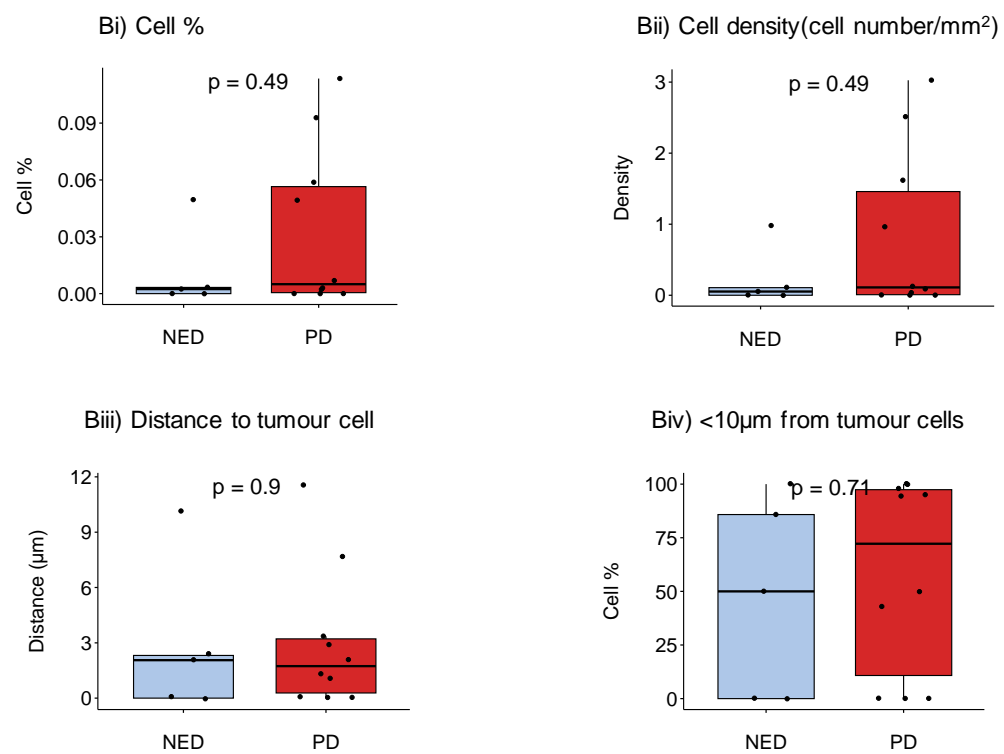 Bi) Cell %
p = 0.49
0.09
0.06
0.03
0.00
Cell %
NED PD
Bii) Cell density(cell number/mm²)
p = 0.49
3
2
1
0
Density
NED PD
Biii) Distance to tumour cell
p = 0.9
12
9
6
3
0
Distance (µm)
NED PD
Biv) <10µm from tumour cells
p = 0.71
100
75
50
25
0
Cell %
NED PD